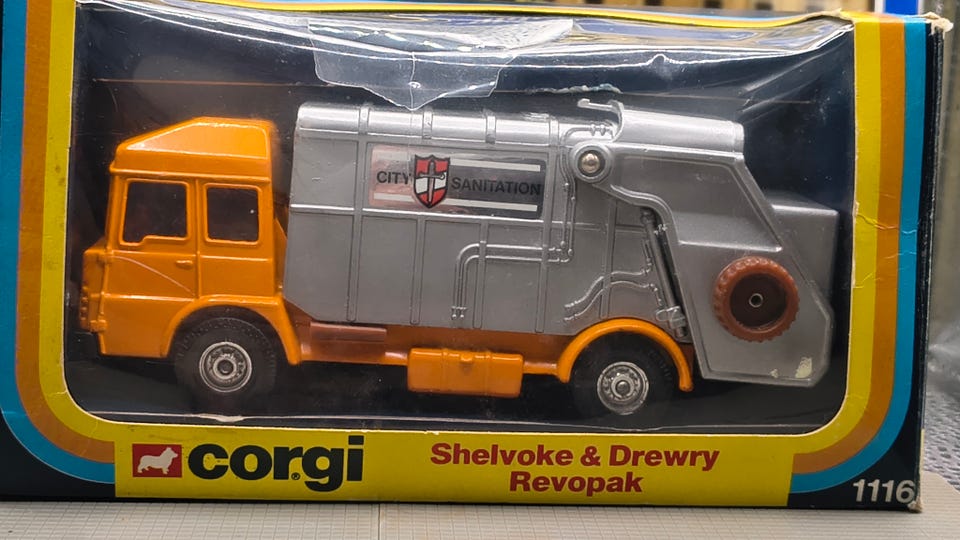 CITY SANITATION
corgi
Shelvoke & Drewry
Revopak
1116